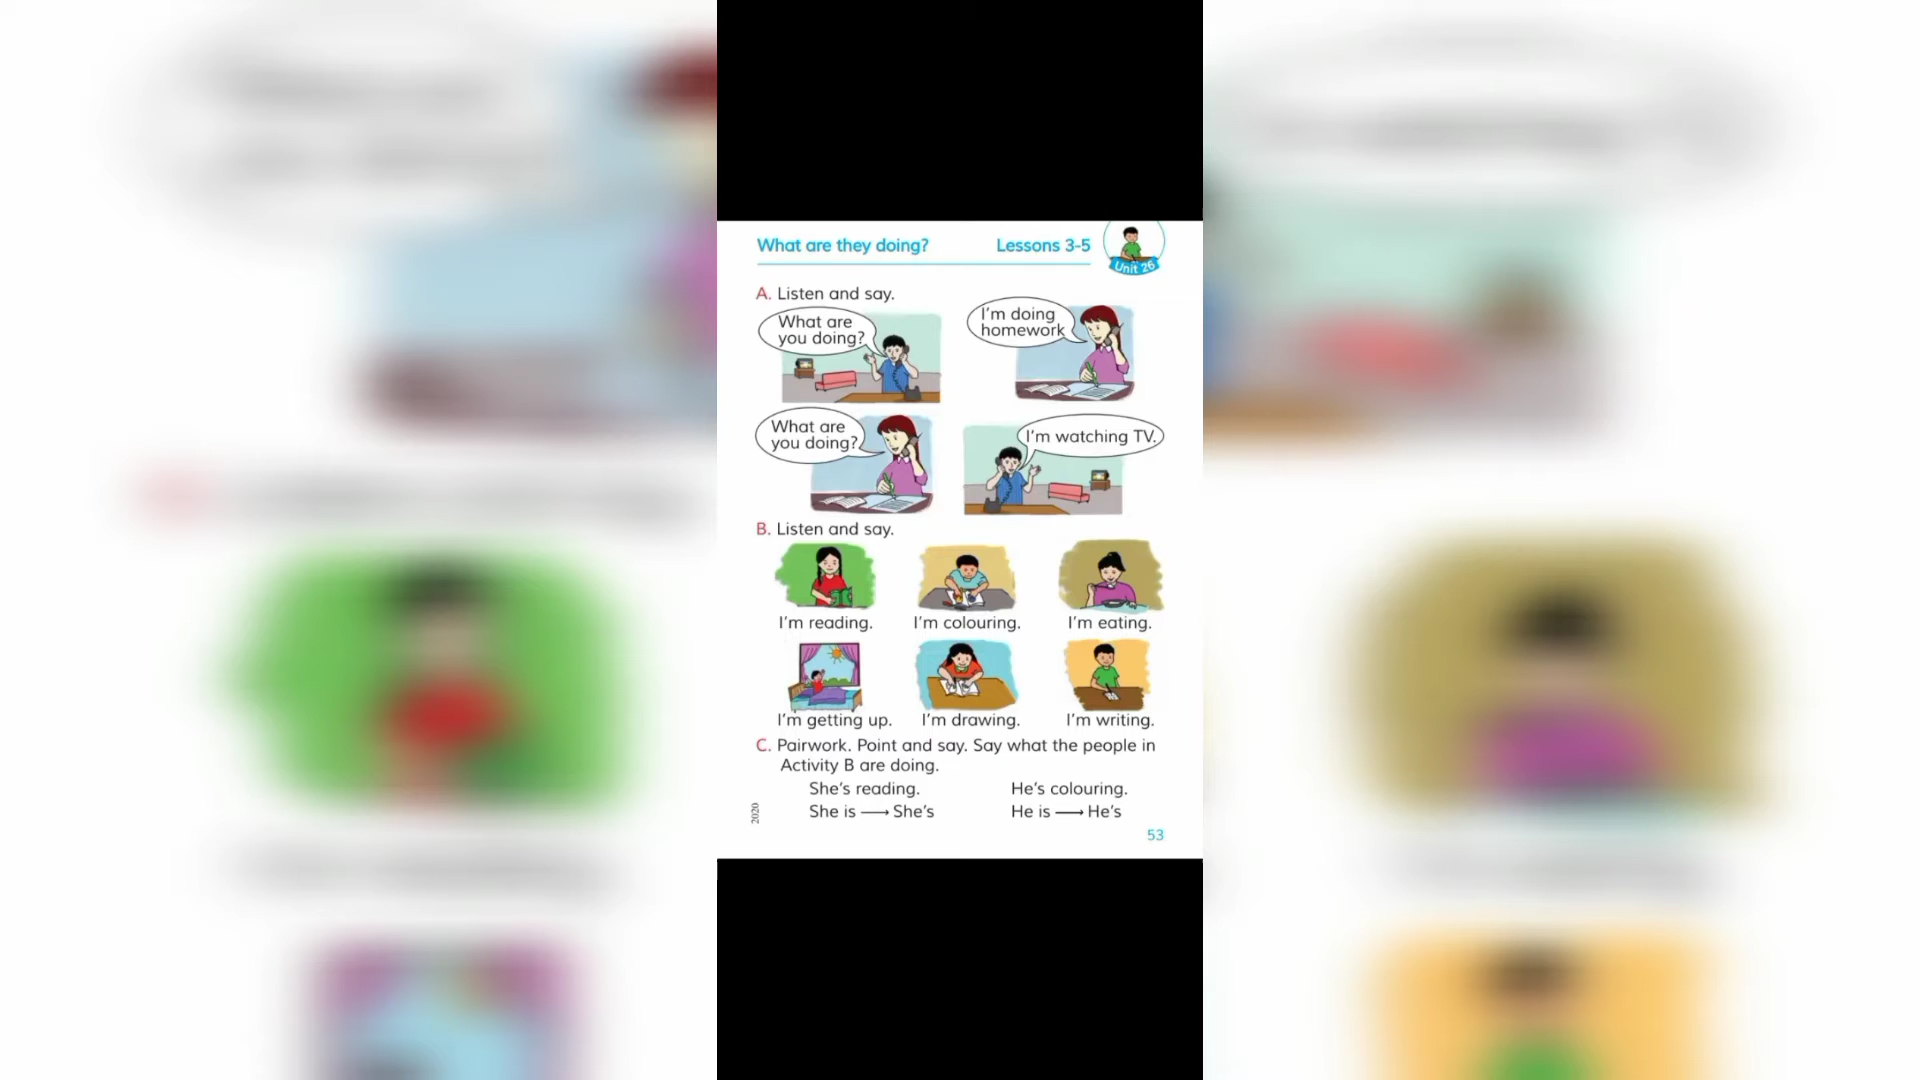 What are they doing? Lessons 3-5
Unit 26
A. Listen and say.
What are
you doing?
I'm doing
homework
What are
you doing?
I'm watching TV.
B. Listen and say.
I'm reading. I'm colouring. I'm eating.
I'm getting up. I'm drawing. I'm writing.
C. Pairwork. Point and say. Say what the people in
Activity B are doing.
She's reading. He's colouring.
She is → She's He is → He's
2020
53